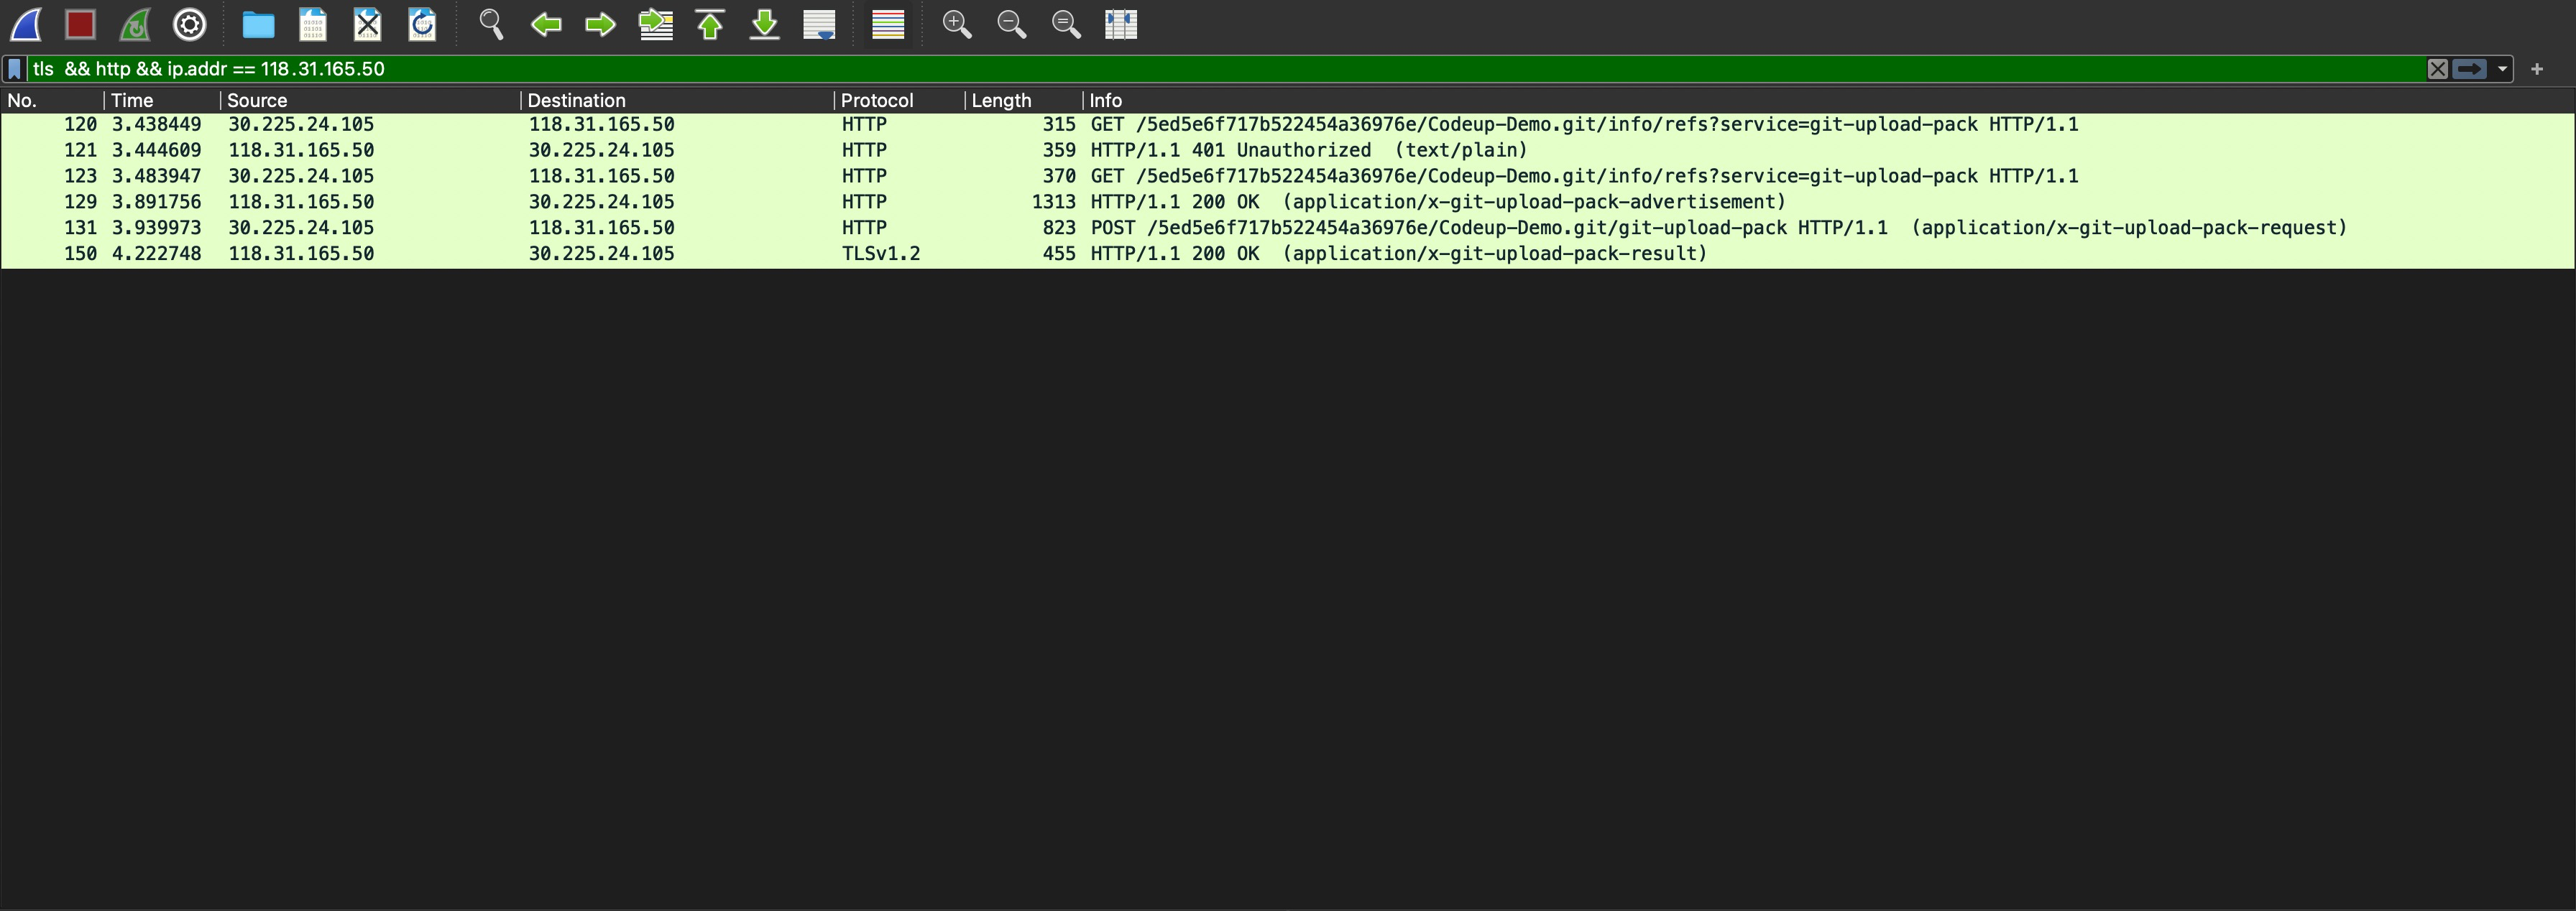 tls  && http && ip.addr == 118.31.165.50
No. Time Source Destination Protocol Length Info
120 3.438449 30.225.24.105 118.31.165.50 HTTP 315 GET /5ed5e6f717b522454a36976e/Codeup-Demo.git/info/refs?service=git-upload-pack HTTP/1.1
121 3.444609 118.31.165.50 30.225.24.105 HTTP 359 HTTP/1.1 401 Unauthorized  (text/plain)
123 3.483947 30.225.24.105 118.31.165.50 HTTP 370 GET /5ed5e6f717b522454a36976e/Codeup-Demo.git/info/refs?service=git-upload-pack HTTP/1.1
129 3.891756 118.31.165.50 30.225.24.105 HTTP 1313 HTTP/1.1 200 OK  (application/x-git-upload-pack-advertisement)
131 3.939973 30.225.24.105 118.31.165.50 HTTP 823 POST /5ed5e6f717b522454a36976e/Codeup-Demo.git/git-upload-pack HTTP/1.1  (application/x-git-upload-pack-request)
150 4.222748 118.31.165.50 30.225.24.105 TLSv1.2 455 HTTP/1.1 200 OK  (application/x-git-upload-pack-result)